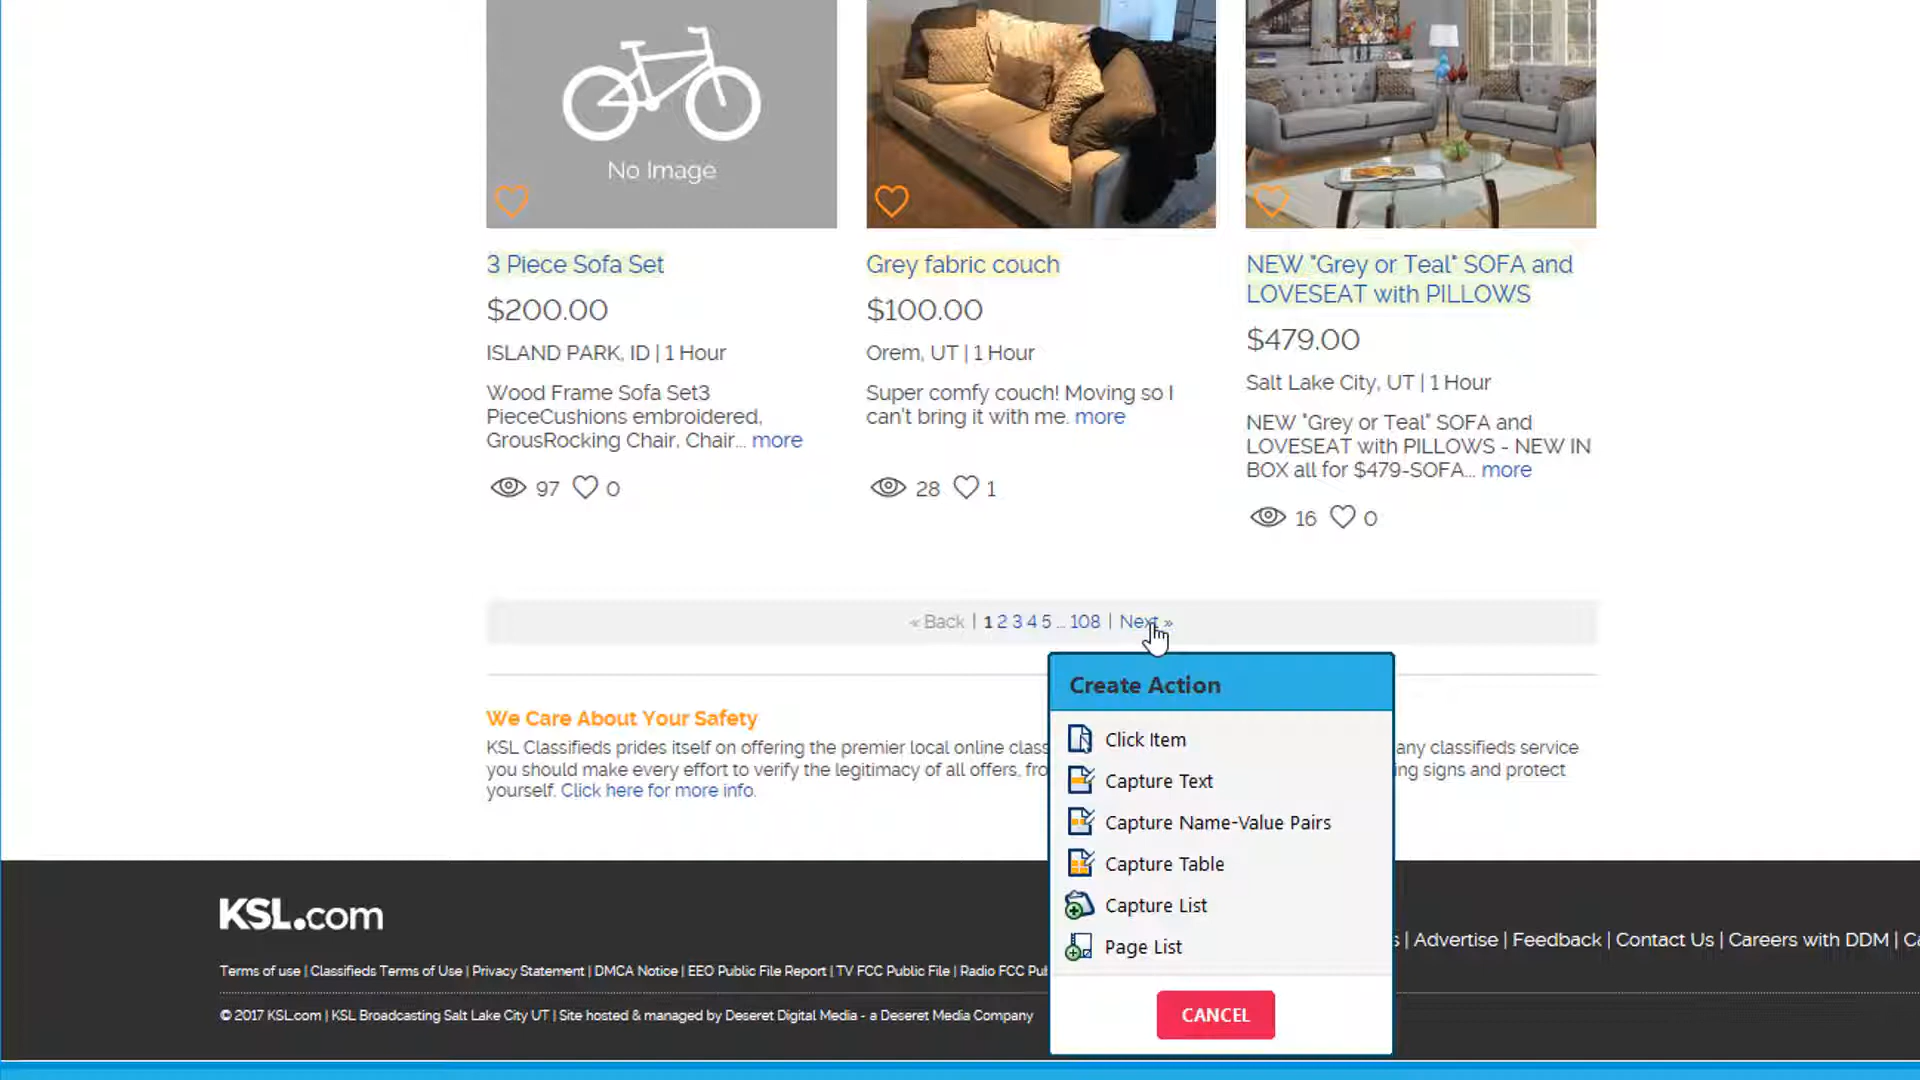 No Image
3 Piece Sofa Set
$200.00
ISLAND PARK, ID | 1 Hour
Wood Frame Sofa Set3
PieceCushions embroidered,
GrousRocking Chair, Chair... more
97 0
Grey fabric couch
$100.00
Orem, UT | 1 Hour
Super comfy couch! Moving so I
can't bring it with me. more
28 1
NEW "Grey or Teal" SOFA and
LOVESEAT with PILLOWS
$479.00
Salt Lake City, UT | 1 Hour
NEW "Grey or Teal" SOFA and
LOVESEAT with PILLOWS - NEW IN
BOX all for $479-SOFA... more
16 0
« Back | 1 2 3 4 5 ... 108 | Next »
Create Action
Click Item
Capture Text
Capture Name-Value Pairs
Capture Table
Capture List
Page List
CANCEL
We Care About Your Safety
KSL Classifieds prides itself on offering the premier local online class any classifieds service
you should make every effort to verify the legitimacy of all offers, fro ing signs and protect
yourself. Click here for more info.
KSL.com
s | Advertise | Feedback | Contact Us | Careers with DDM | C
Terms of use | Classifieds Terms of Use | Privacy Statement | DMCA Notice | EEO Public File Report | TV FCC Public File | Radio FCC Pub
© 2017 KSL.com | KSL Broadcasting Salt Lake City UT | Site hosted & managed by Deseret Digital Media - a Deseret Media Company